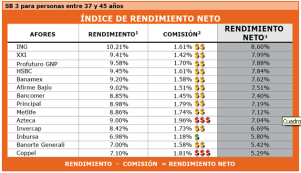 SB 3 para personas entre 37 y 45 años
ÍNDICE DE RENDIMIENTO NETO
AFORES RENDIMIENTO¹ COMISIÓN² RENDIMIENTO NETO³
ING 10.21% 1.61% $$ 8.60%
XXI 9.41% 1.42% $$ 7.99%
Profuturo GNP 9.58% 1.70% $$ 7.88%
HSBC 9.45% 1.61% $$ 7.84%
Banamex 9.20% 1.58% $$ 7.62%
Afirme Bajío 9.02% 1.51% $$ 7.51%
Bancomer 8.85% 1.45% $$ 7.40%
Principal 8.98% 1.79% $$ 7.19%
Metlife 8.86% 1.74% $$ 7.12%
Azteca 9.00% 1.96% $$$ 7.04%
Cuadro
Invercap 8.42% 1.73% $$ 6.69%
Inbursa 6.98% 1.18% $ 5.80%
Banorte Generali 7.08% 1.66% $$ 5.42%
Coppel 7.10% 1.81% $$$ 5.29%
RENDIMIENTO - COMISIÓN = RENDIMIENTO NETO